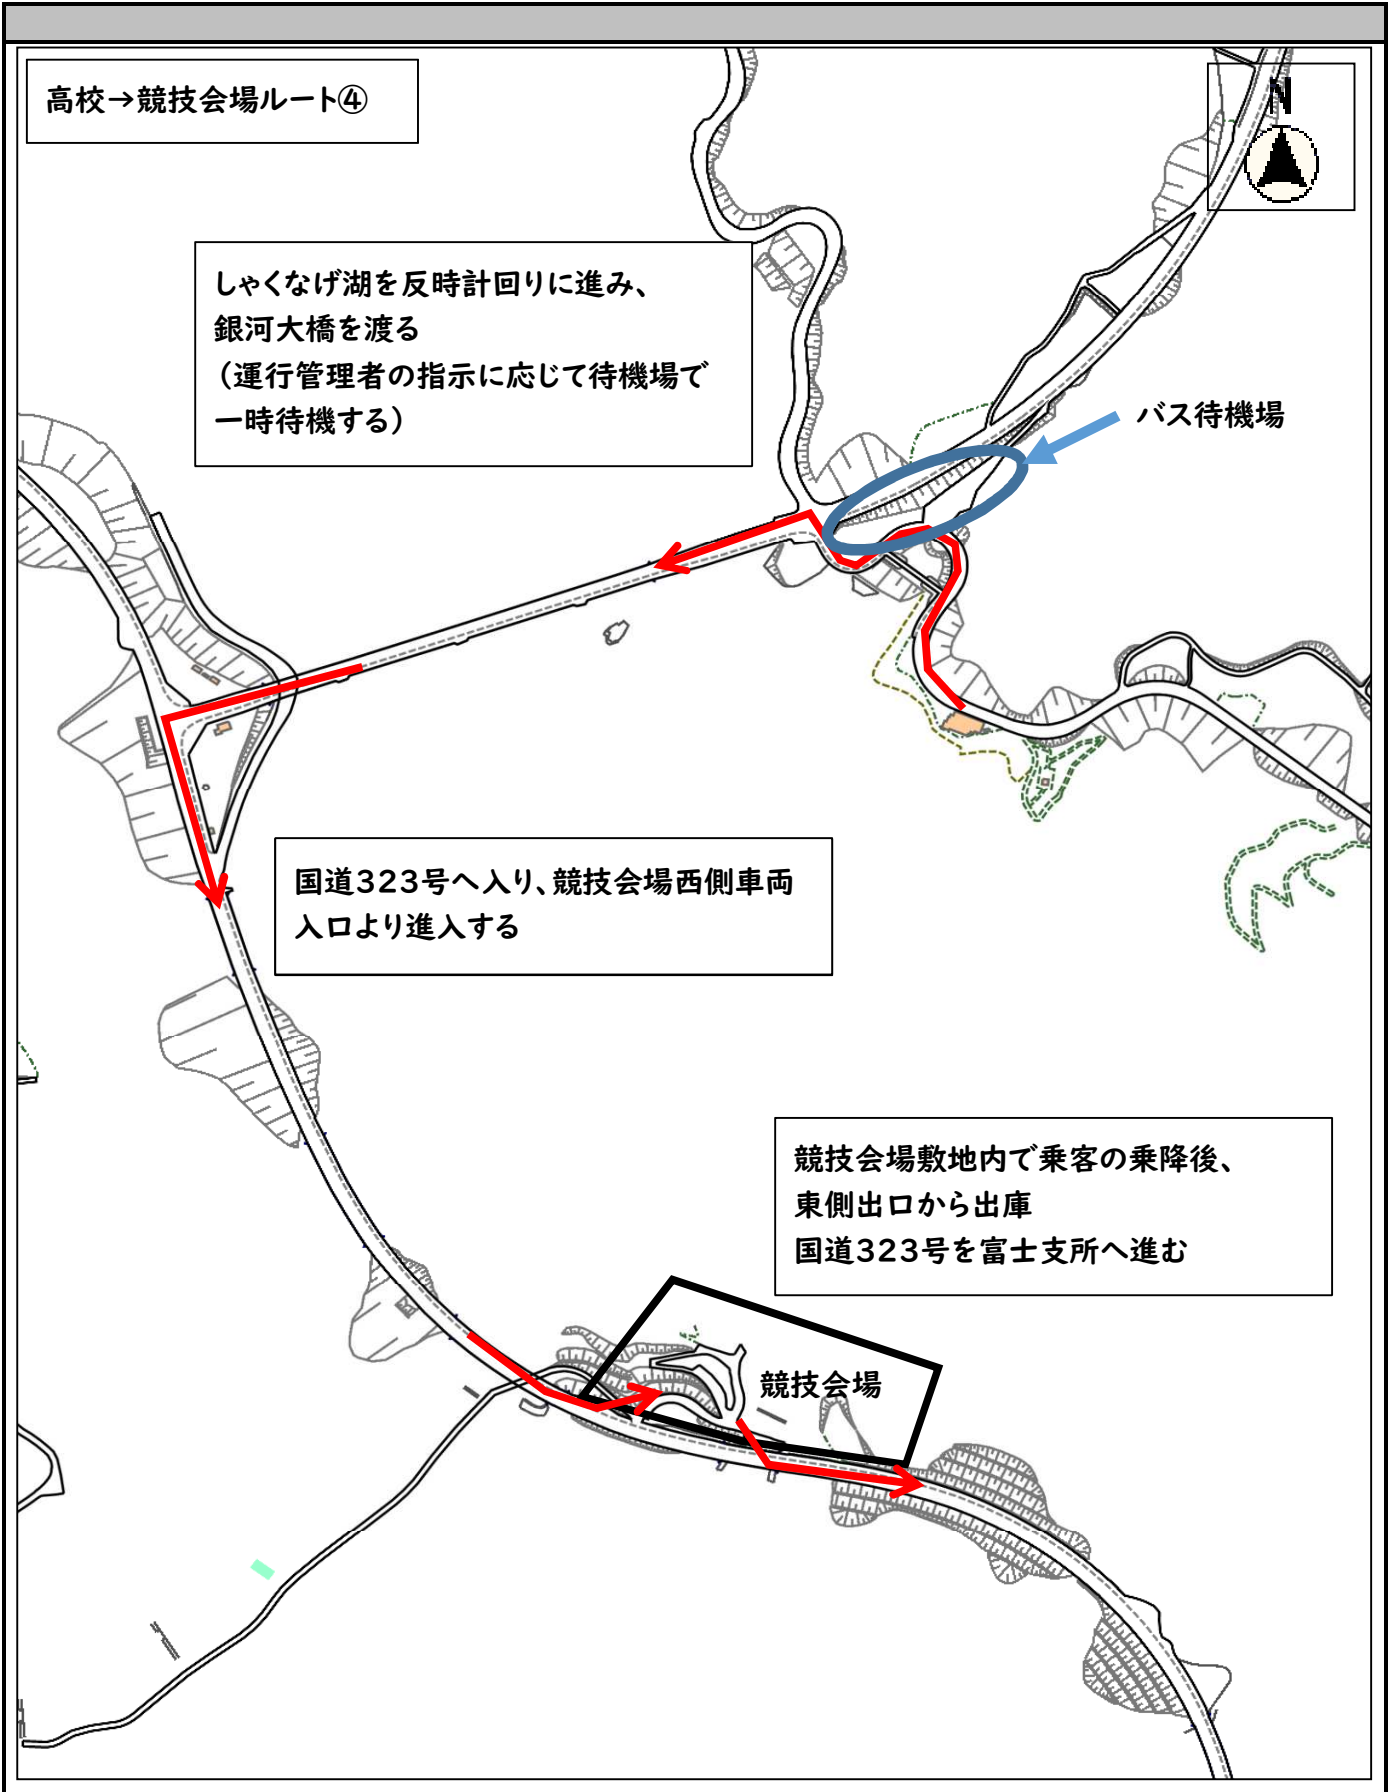 高校→競技会場ルート④
N
しゃくなげ湖を反時計回りに進み、
銀河大橋を渡る
（運行管理者の指示に応じて待機場で
一時待機する）
バス待機場
国道323号へ入り、競技会場西側車両
入口より進入する
競技会場敷地内で乗客の乗降後、
東側出口から出庫
国道323号を富士支所へ進む
競技会場